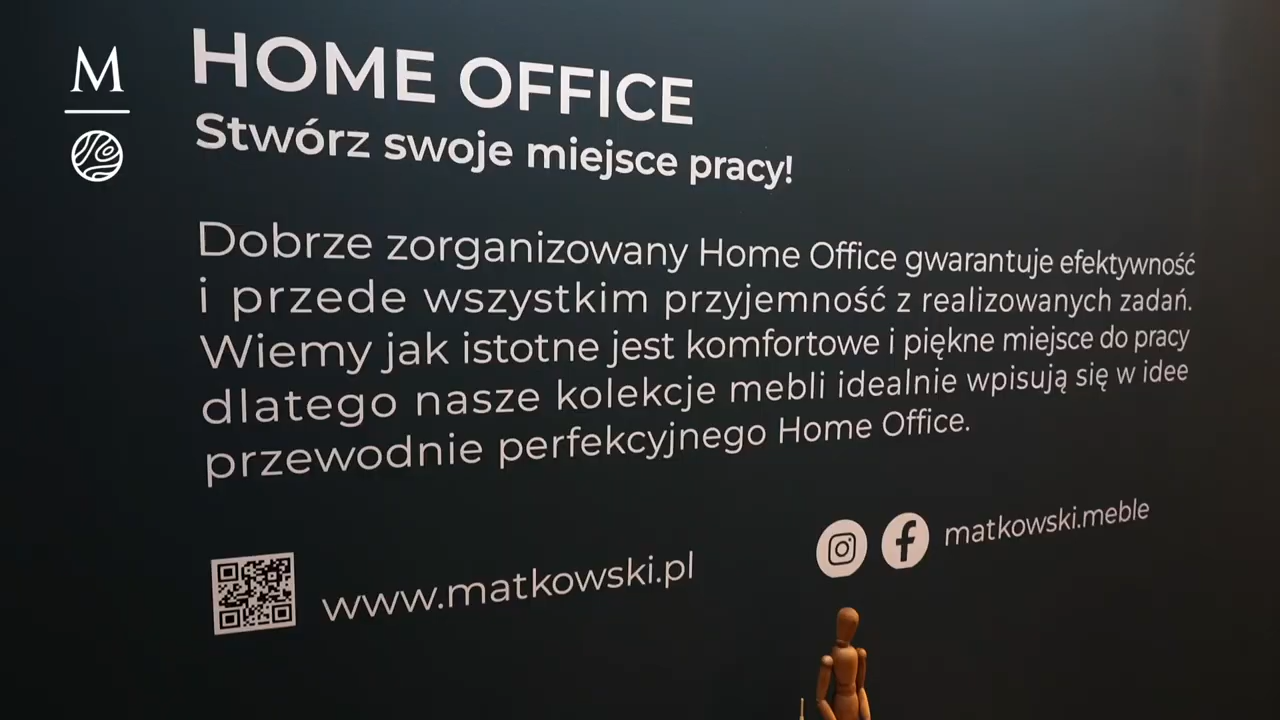 M
HOME OFFICE
Stwórz swoje miejsce pracy!
Dobrze zorganizowany Home Office gwarantuje efektywność
i przede wszystkim przyjemność z realizowanych zadań.
Wiemy jak istotne jest komfortowe i piękne miejsce do pracy
dlatego nasze kolekcje mebli idealnie wpisują się w idee
przewodnie perfekcyjnego Home Office.
www.matkowski.pl
matkowski.meble